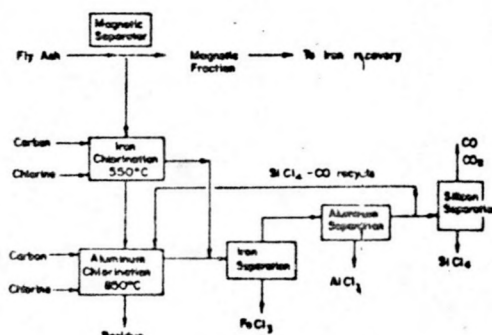 Magnetic
Separator
Fly Ash
Magnetic
Fraction
To Iron recovery
Carbon
Chlorine
Iron
Chlorination
550°C
CO
CO2
SiCl4 - CO recycle
Silicon
Separation
Aluminum
Separation
Carbon
Chlorine
Aluminum
Chlorination
850°C
Iron
Separation
SiCl4
AlCl3
FeCl3
Residue